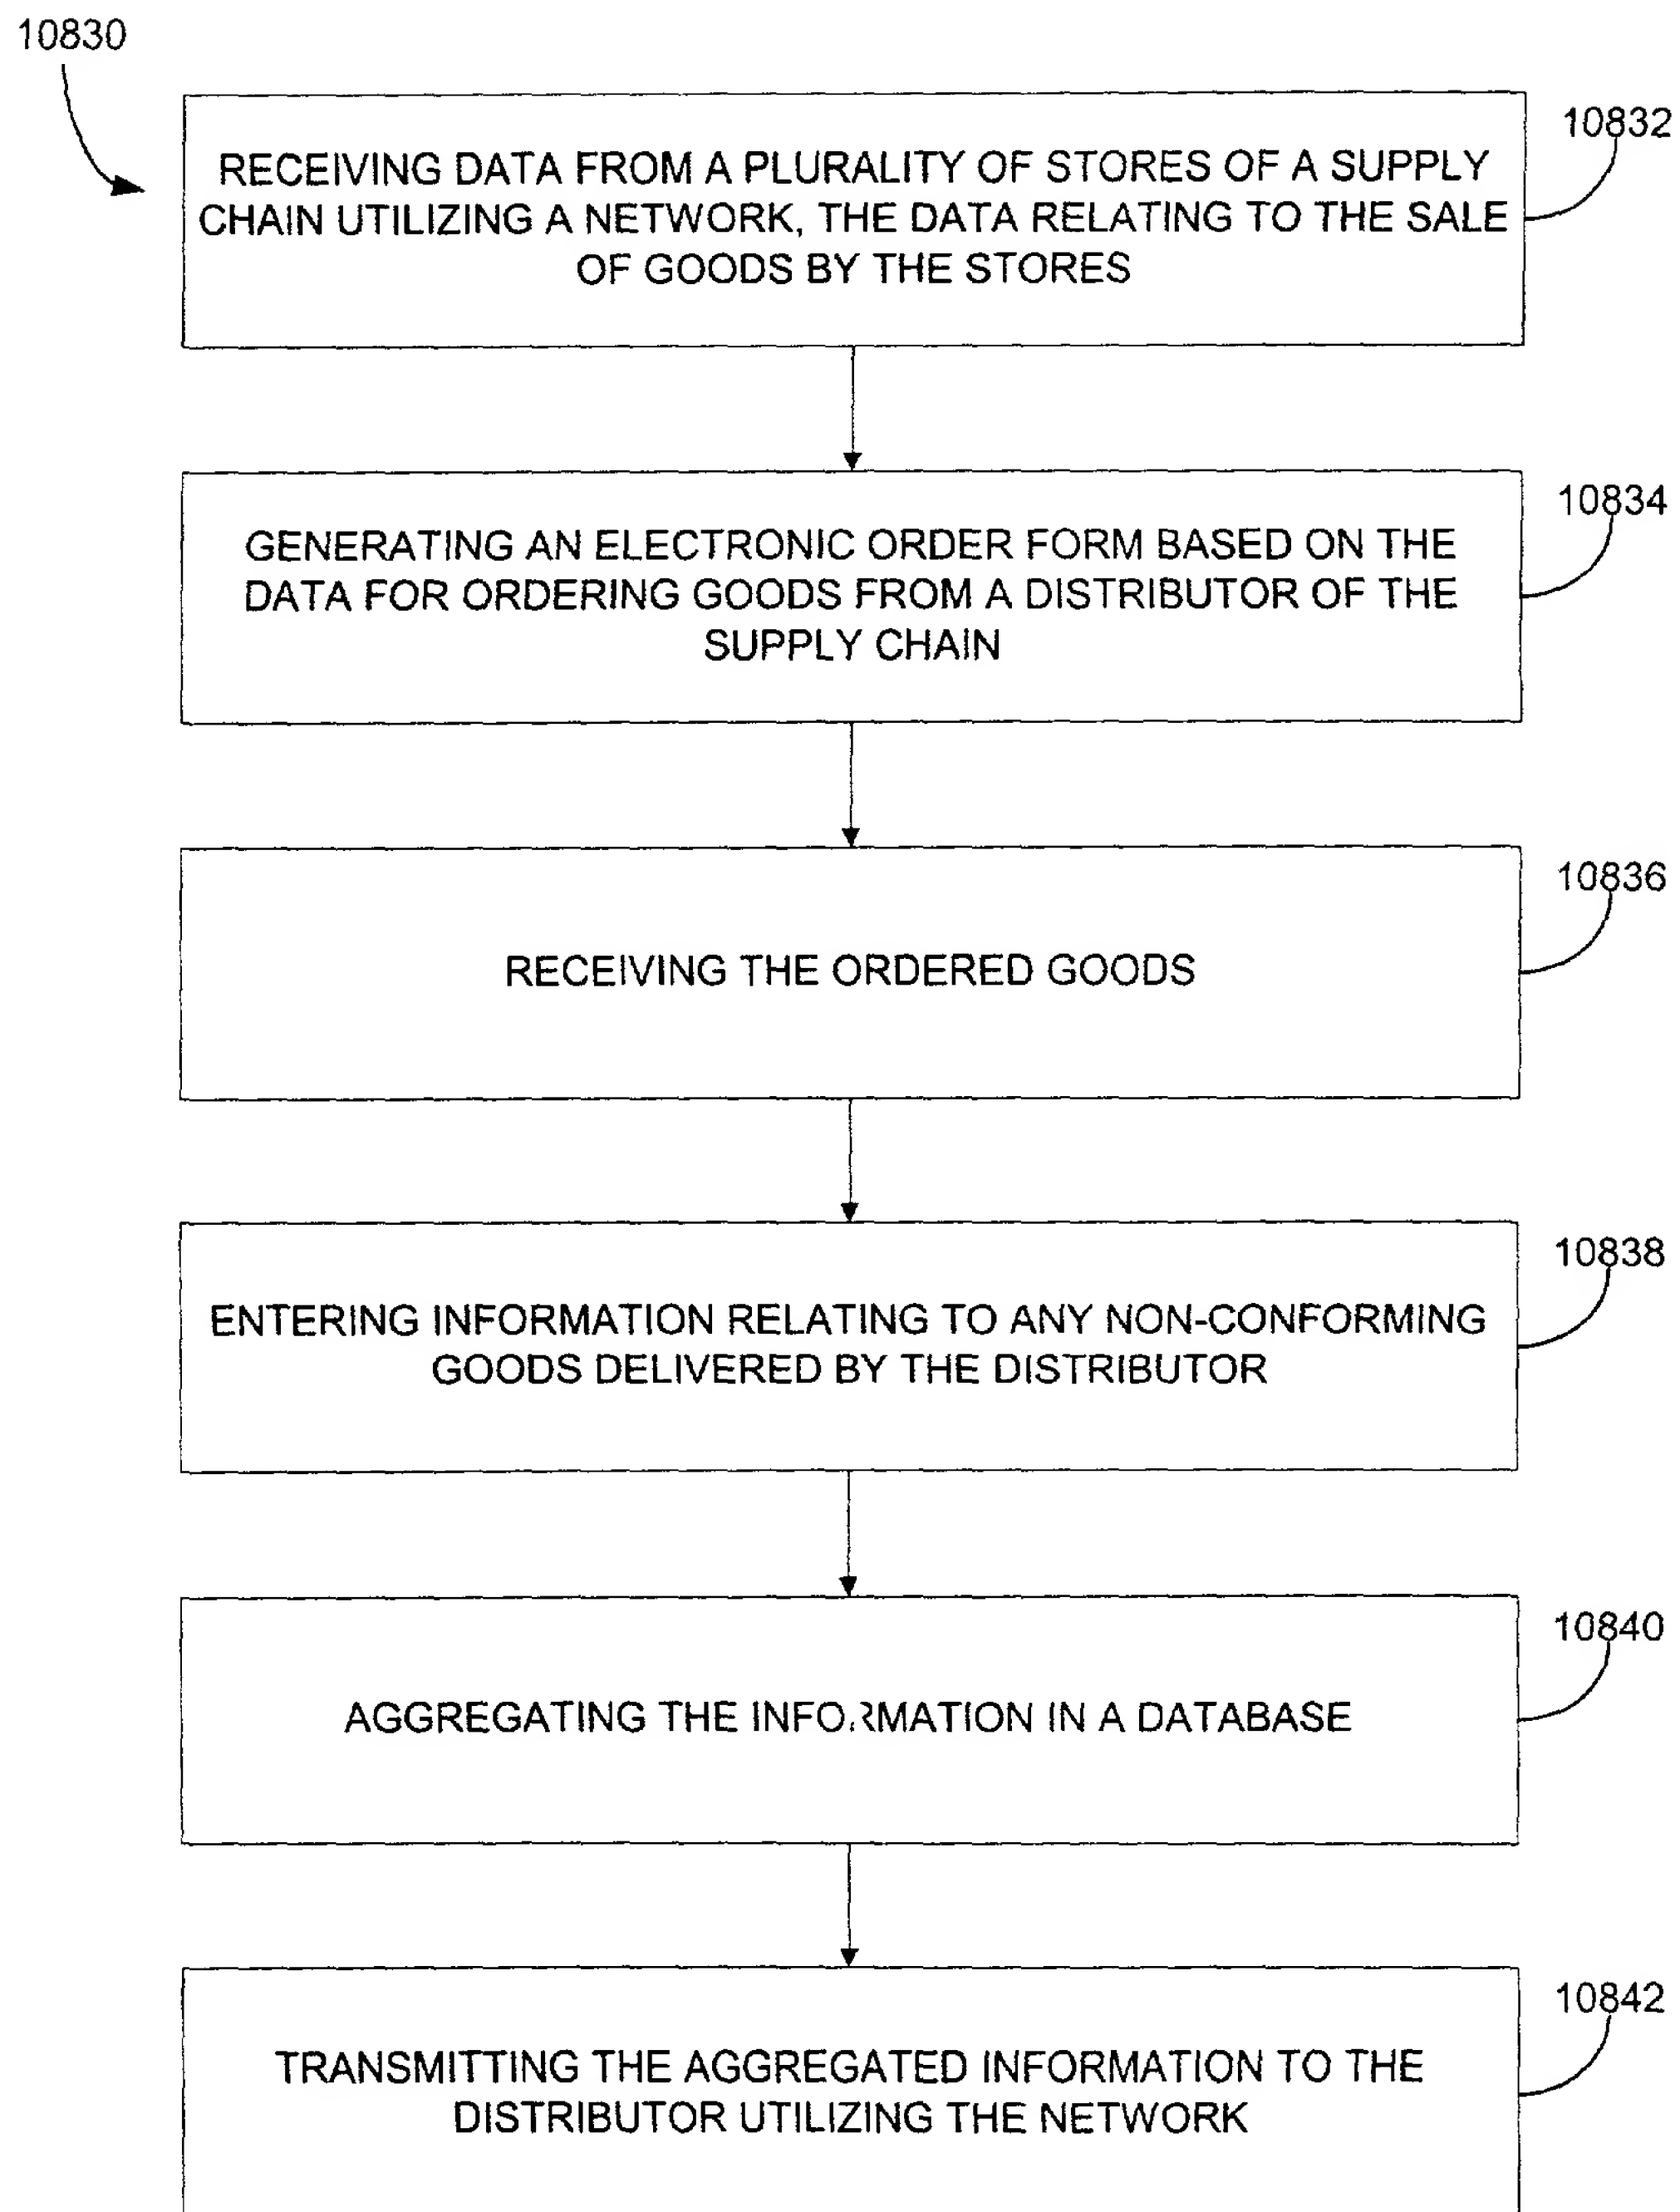 10830
10832
RECEIVING DATA FROM A PLURALITY OF STORES OF A SUPPLY
CHAIN UTILIZING A NETWORK, THE DATA RELATING TO THE SALE
OF GOODS BY THE STORES
10834
GENERATING AN ELECTRONIC ORDER FORM BASED ON THE
DATA FOR ORDERING GOODS FROM A DISTRIBUTOR OF THE
SUPPLY CHAIN
10836
RECEIVING THE ORDERED GOODS
10838
ENTERING INFORMATION RELATING TO ANY NON-CONFORMING
GOODS DELIVERED BY THE DISTRIBUTOR
10840
AGGREGATING THE INFORMATION IN A DATABASE
10842
TRANSMITTING THE AGGREGATED INFORMATION TO THE
DISTRIBUTOR UTILIZING THE NETWORK